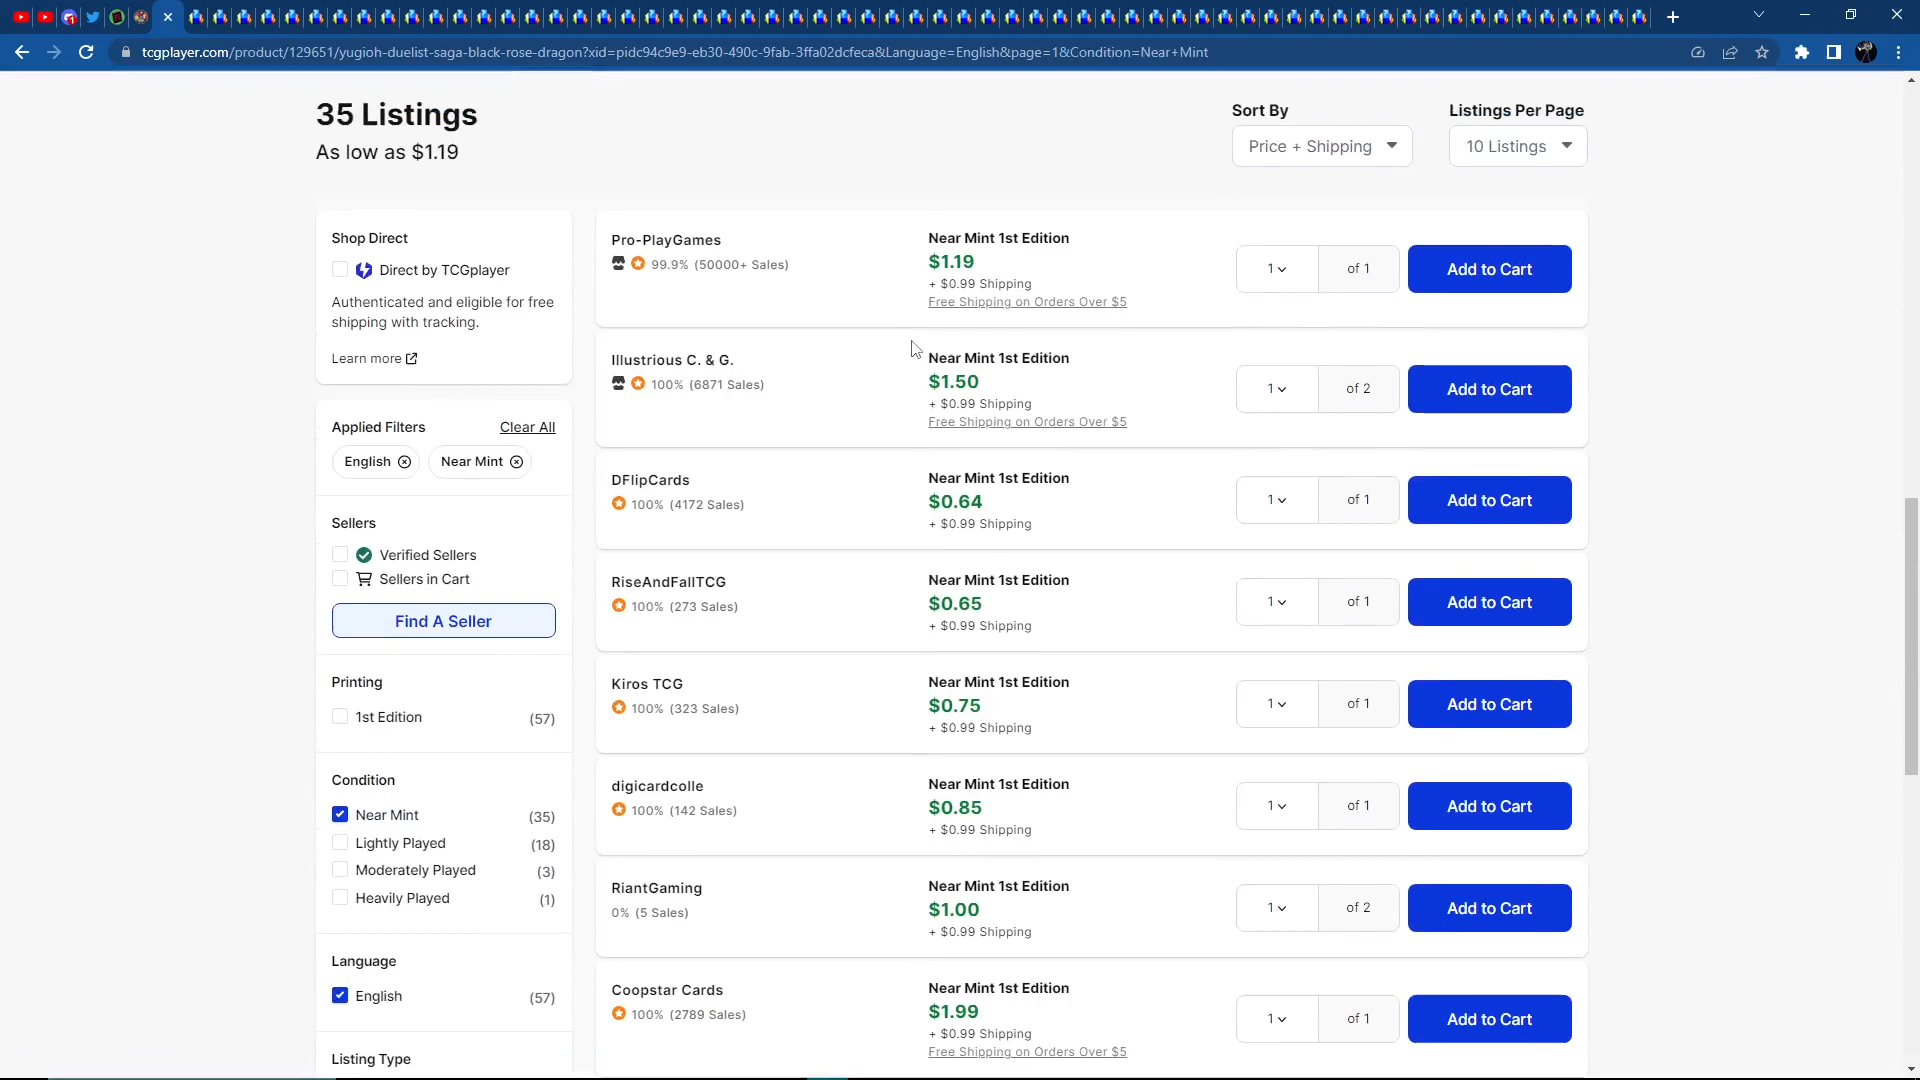 tcgplayer.com/product/129651/yugioh-duelist-saga-black-rose-dragon?xid=pidc94c9e9-eb30-490c-9fab-3ffa02dcfeca&Language=English&page=1&Condition=Near+Mint
35 Listings
As low as $1.19
Sort By
Price + Shipping
Listings Per Page
10 Listings
Shop Direct
Direct by TCGplayer
Authenticated and eligible for free
shipping with tracking.
Learn more
Applied Filters
Clear All
English
Near Mint
Sellers
Verified Sellers
Sellers in Cart
Find A Seller
Printing
1st Edition (57)
Condition
Near Mint (35)
Lightly Played (18)
Moderately Played (3)
Heavily Played (1)
Language
English (57)
Listing Type
Pro-PlayGames
99.9% (50000+ Sales)
Near Mint 1st Edition
$1.19
+ $0.99 Shipping
Free Shipping on Orders Over $5
1 of 1
Add to Cart
Illustrious C. & G.
100% (6871 Sales)
Near Mint 1st Edition
$1.50
+ $0.99 Shipping
Free Shipping on Orders Over $5
1 of 2
Add to Cart
DFlipCards
100% (4172 Sales)
Near Mint 1st Edition
$0.64
+ $0.99 Shipping
1 of 1
Add to Cart
RiseAndFallTCG
100% (273 Sales)
Near Mint 1st Edition
$0.65
+ $0.99 Shipping
1 of 1
Add to Cart
Kiros TCG
100% (323 Sales)
Near Mint 1st Edition
$0.75
+ $0.99 Shipping
1 of 1
Add to Cart
digicardcolle
100% (142 Sales)
Near Mint 1st Edition
$0.85
+ $0.99 Shipping
1 of 1
Add to Cart
RiantGaming
0% (5 Sales)
Near Mint 1st Edition
$1.00
+ $0.99 Shipping
1 of 2
Add to Cart
Coopstar Cards
100% (2789 Sales)
Near Mint 1st Edition
$1.99
+ $0.99 Shipping
Free Shipping on Orders Over $5
1 of 1
Add to Cart